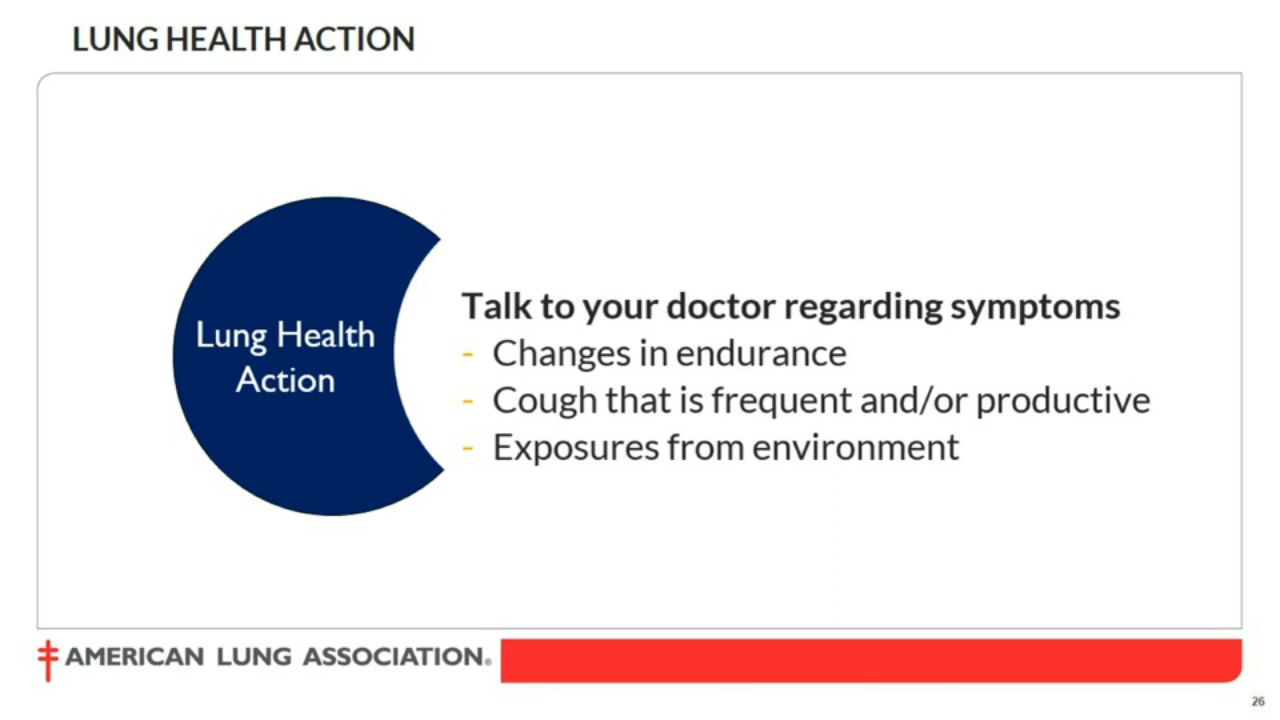 LUNG HEALTH ACTION
Lung Health
Action
Talk to your doctor regarding symptoms
- Changes in endurance
- Cough that is frequent and/or productive
- Exposures from environment
AMERICAN LUNG ASSOCIATION®
26